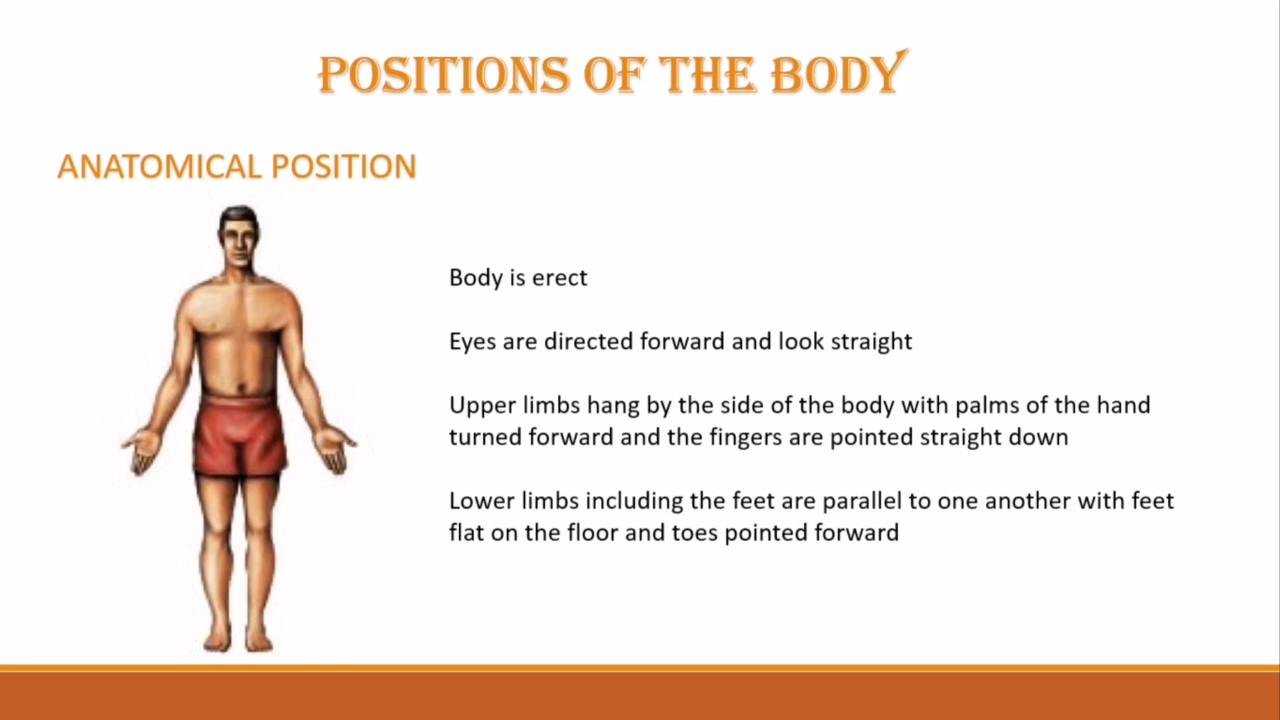 POSITIONS OF THE BODY
ANATOMICAL POSITION
Body is erect
Eyes are directed forward and look straight
Upper limbs hang by the side of the body with palms of the hand
turned forward and the fingers are pointed straight down
Lower limbs including the feet are parallel to one another with feet
flat on the floor and toes pointed forward